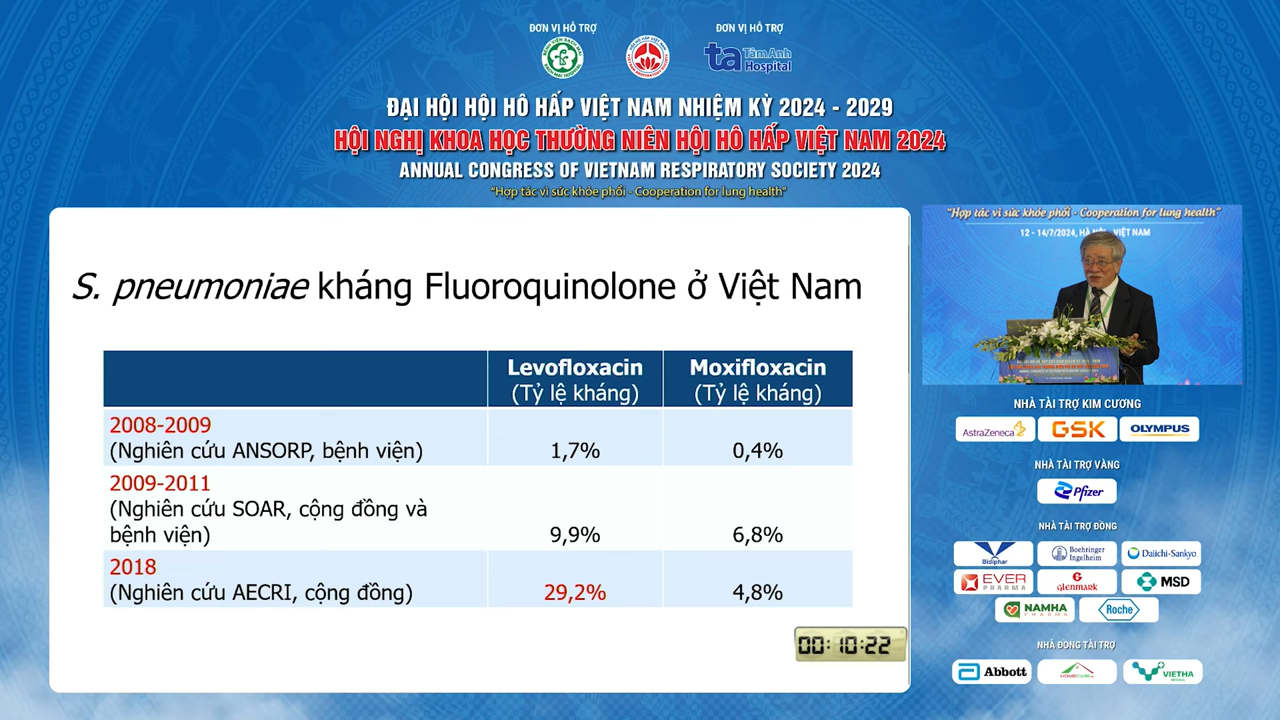 ĐƠN VỊ HỖ TRỢ
ĐƠN VỊ HỖ TRỢ
ta TâmAnh
Hospital
ĐẠI HỘI HỘI HÔ HẤP VIỆT NAM NHIỆM KỲ 2024 - 2029
HỘI NGHỊ KHOA HỌC THƯỜNG NIÊN HỘI HÔ HẤP VIỆT NAM 2024
ANNUAL CONGRESS OF VIETNAM RESPIRATORY SOCIETY 2024
“Hợp tác vì sức khỏe phổi - Cooperation for lung health”
S. pneumoniae kháng Fluoroquinolone ở Việt Nam
Levofloxacin
(Tỷ lệ kháng)
Moxifloxacin
(Tỷ lệ kháng)
2008-2009
(Nghiên cứu ANSORP, bệnh viện) 1,7% 0,4%
2009-2011
(Nghiên cứu SOAR, cộng đồng và
bệnh viện) 9,9% 6,8%
2018
(Nghiên cứu AECRI, cộng đồng) 29,2% 4,8%
00:10:22
“Hợp tác vì sức khỏe phổi - Cooperation for lung health”
12 - 14/7/2024, HÀ NỘI - VIỆT NAM
NHÀ TÀI TRỢ KIM CƯƠNG
AstraZeneca GSK OLYMPUS
NHÀ TÀI TRỢ VÀNG
Pfizer
NHÀ TÀI TRỢ ĐỒNG
Bidiphar Boehringer
Ingelheim Daiichi-Sankyo
EVER
PHARMA GLENMARK MSD
NAMHA
PHARMA Roche
NHÀ ĐỒNG TÀI TRỢ
Abbott HOMECARE VIETHA
MEDICAL